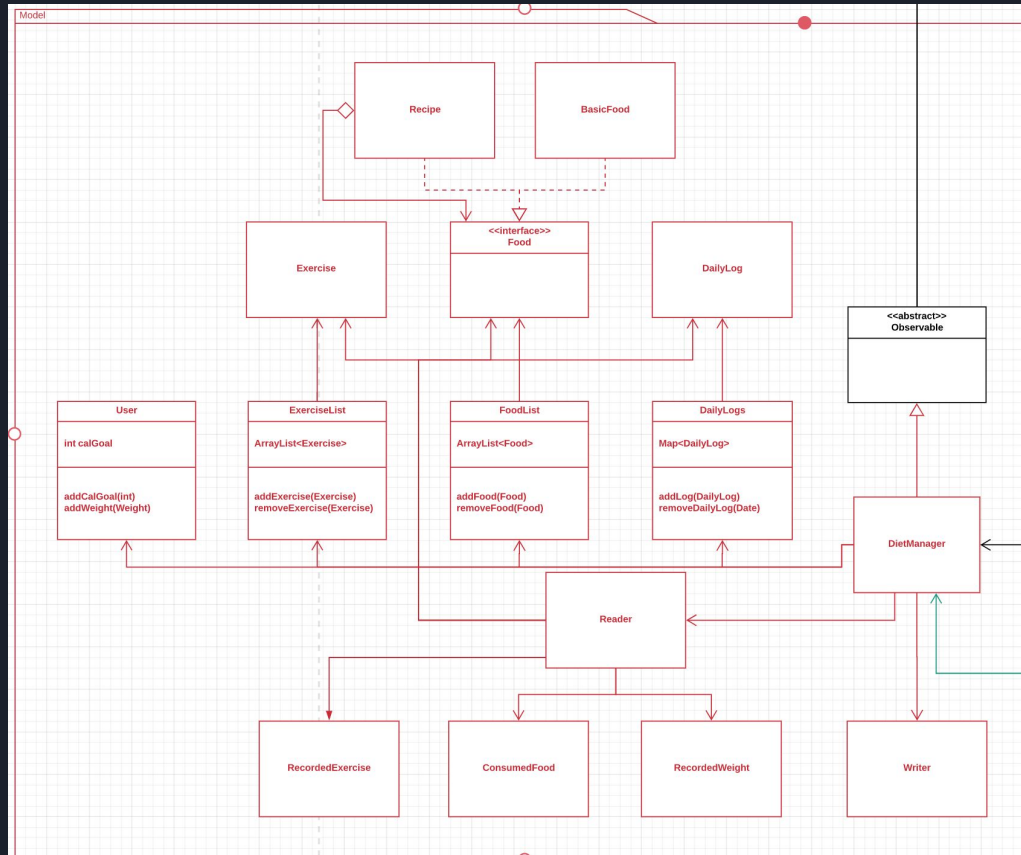 Model
Recipe
BasicFood
<<interface>>
Food
Exercise
DailyLog
<<abstract>>
Observable
User
int calGoal
addCalGoal(int)
addWeight(Weight)
ExerciseList
ArrayList<Exercise>
addExercise(Exercise)
removeExercise(Exercise)
FoodList
ArrayList<Food>
addFood(Food)
removeFood(Food)
DailyLogs
Map<DailyLog>
addLog(DailyLog)
removeDailyLog(Date)
DietManager
Reader
RecordedExercise
ConsumedFood
RecordedWeight
Writer